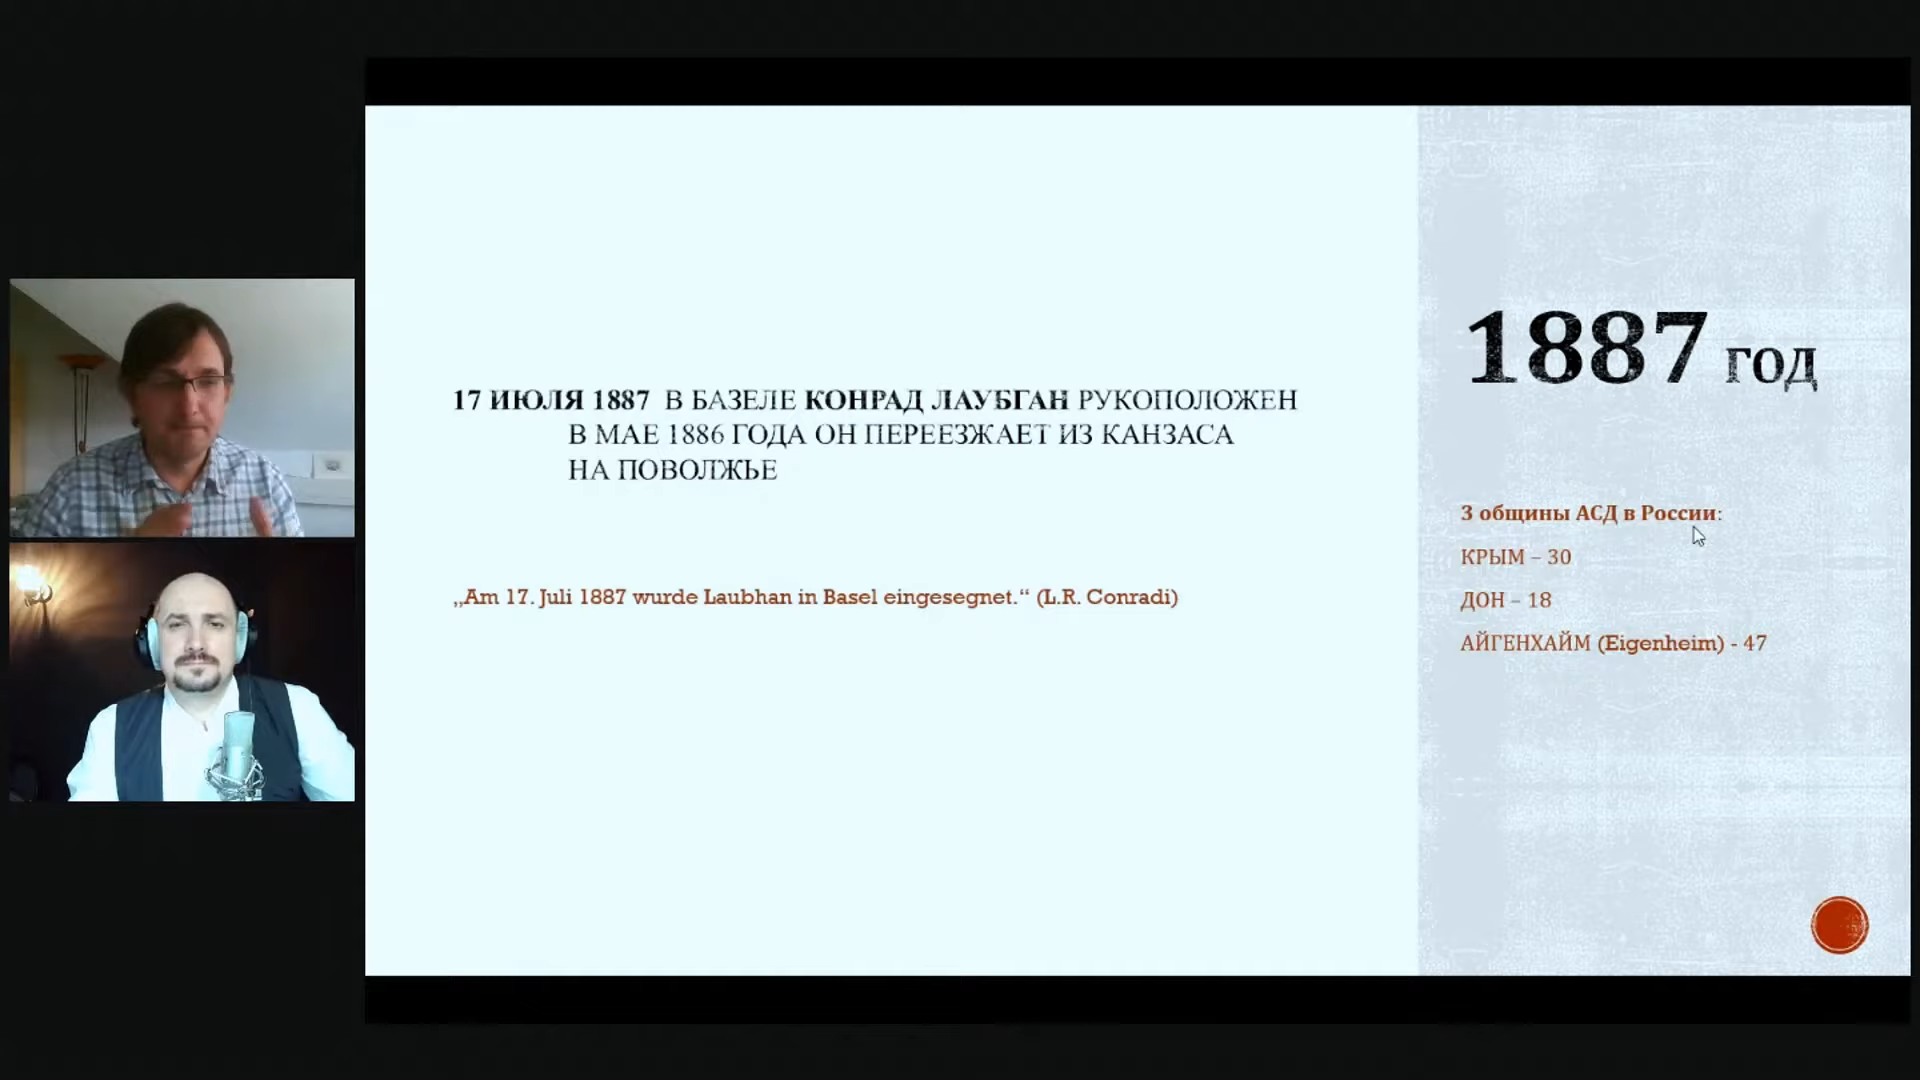 17 ИЮЛЯ 1887 В БАЗЕЛЕ КОНРАД ЛАУБГАН РУКОПОЛОЖЕН
В МАЕ 1886 ГОДА ОН ПЕРЕЕЗЖАЕТ ИЗ КАНЗАСА
НА ПОВОЛЖЬЕ
„Am 17. Juli 1887 wurde Laubhan in Basel eingesegnet.“ (L.R. Conradi)
1887 год
3 общины АСД в России:
КРЫМ – 30
ДОН – 18
АЙГЕНХАЙМ (Eigenheim) - 47